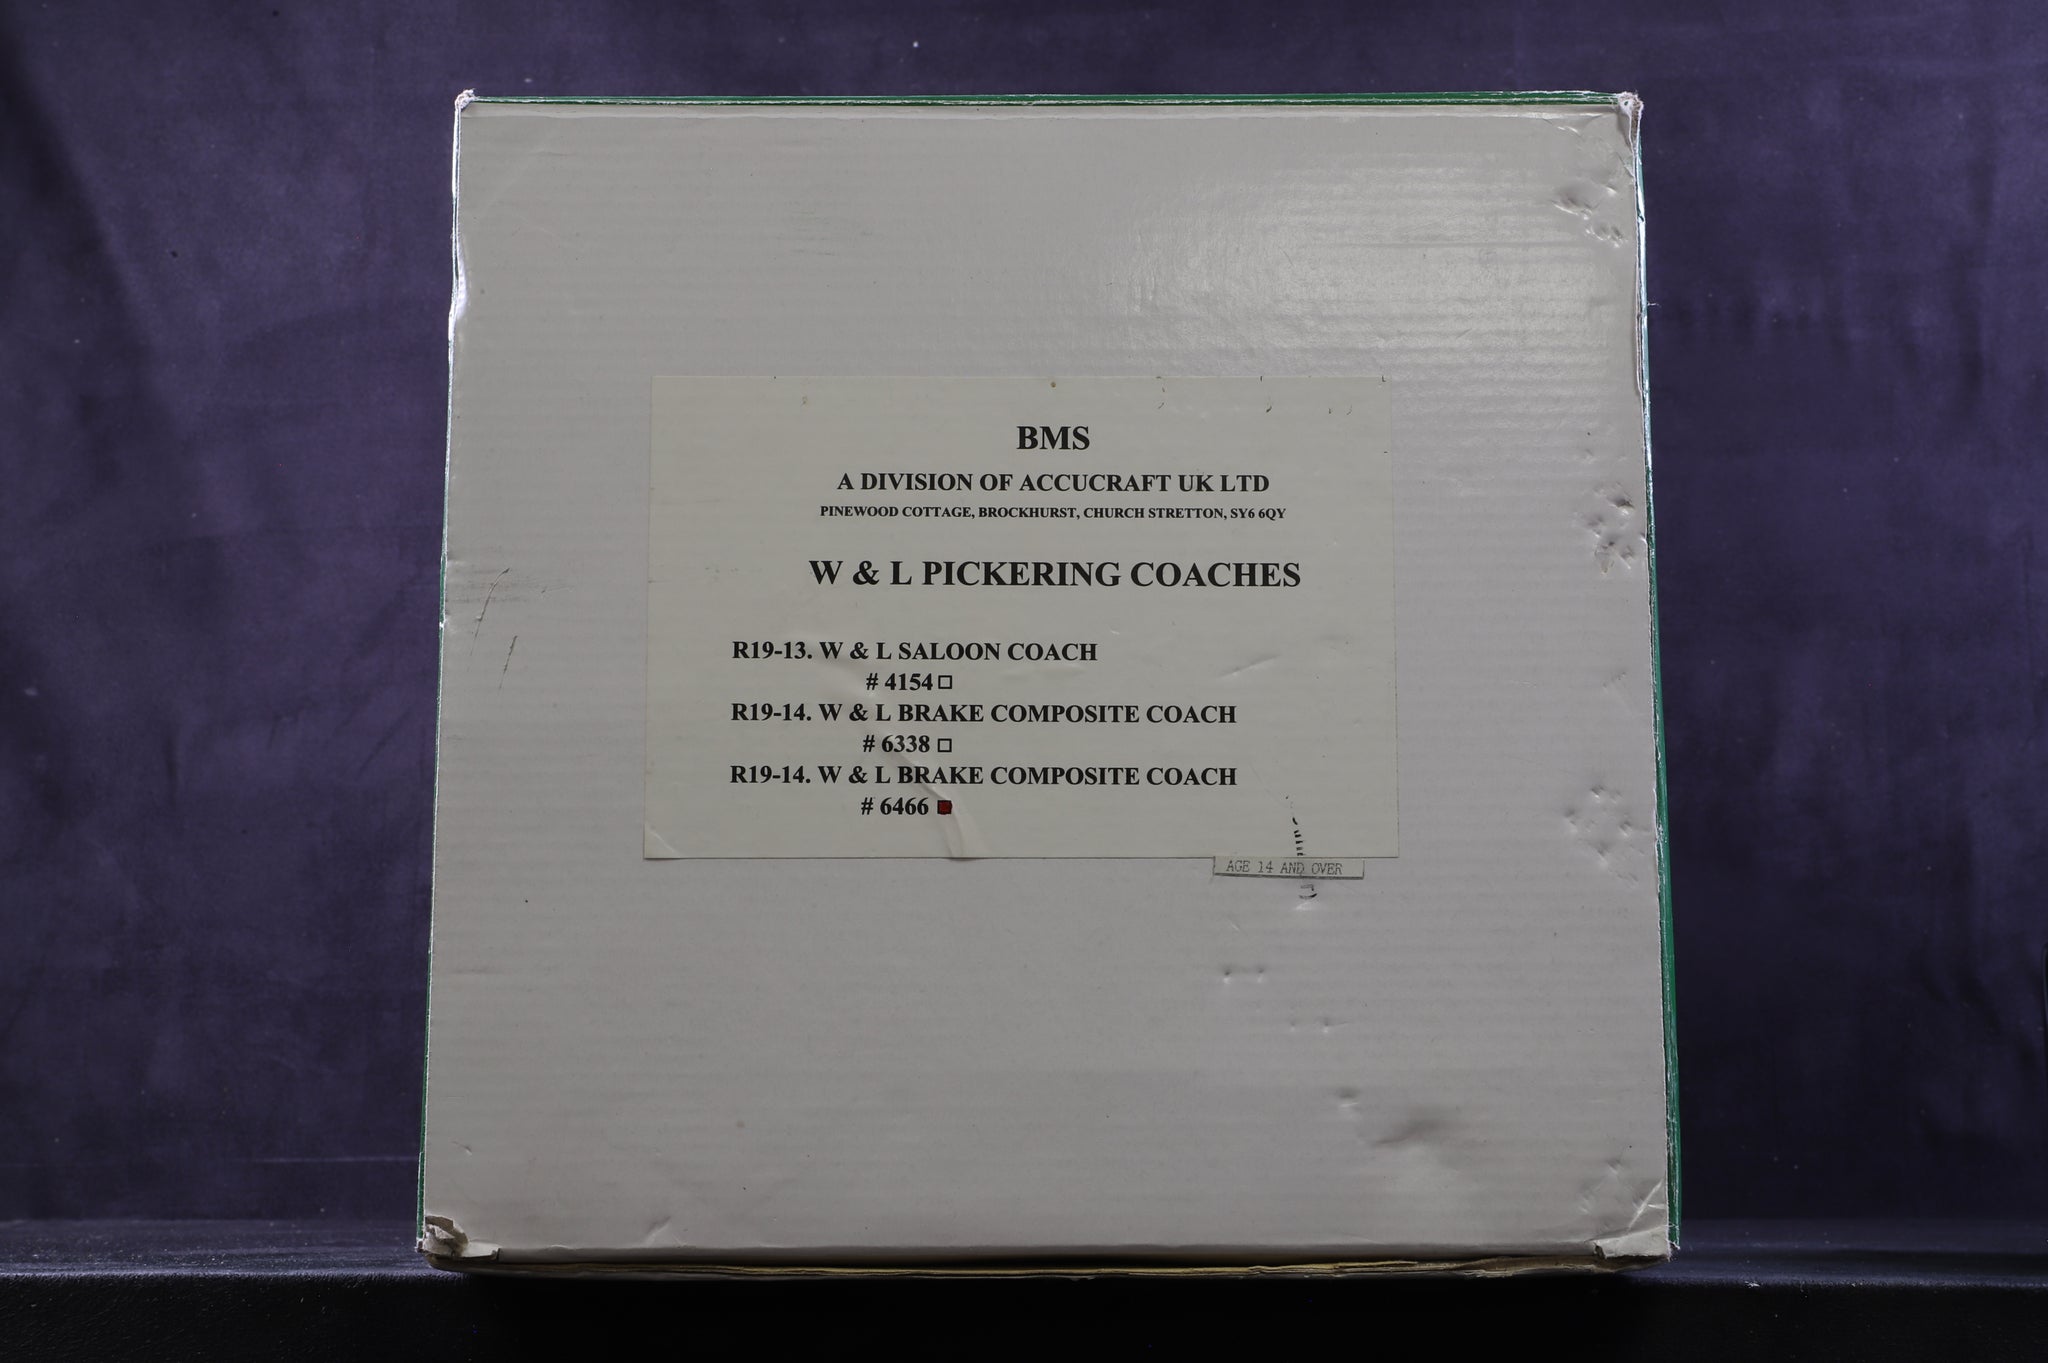 BMS
A DIVISION OF ACCUCRAFT UK LTD
PINEWOOD COTTAGE, BROCKHURST, CHURCH STRETTON, SY6 6QY
W & L PICKERING COACHES
R19-13. W & L SALOON COACH
# 4154 □
R19-14. W & L BRAKE COMPOSITE COACH
# 6338 □
R19-14. W & L BRAKE COMPOSITE COACH
# 6466 ■
AGE 14 AND OVER